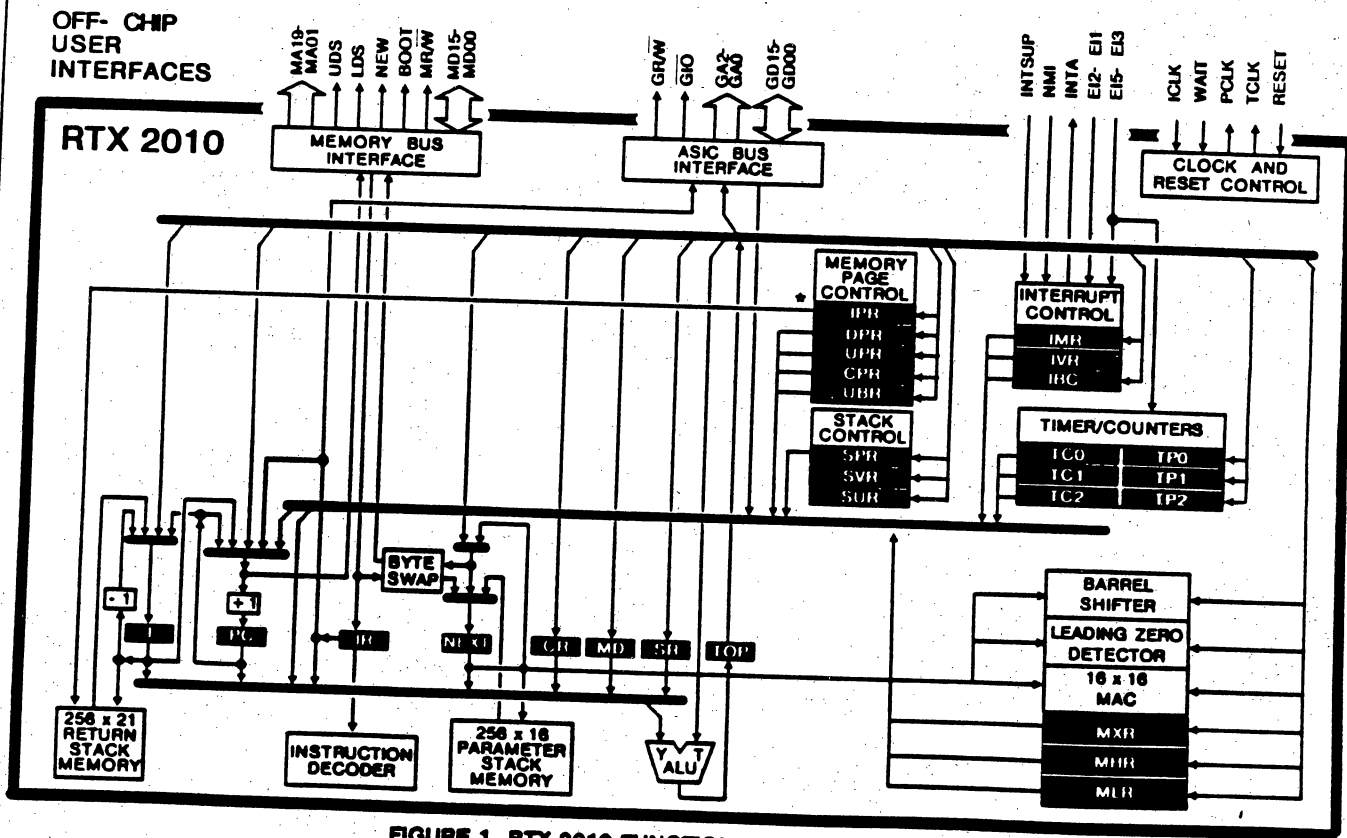 OFF- CHIP
USER
INTERFACES
MA19-
MA01
UDS
LDS
NEW
BOOT
MR/W
MD15-
MD00
GR/W
GIO
GA2-
GA0
GD15-
GD00
INTSUP
NMI
INTA
EI2- EI1
EI5- EI3
ICLK
WAIT
PCLK
TCLK
RESET
RTX 2010
MEMORY BUS
INTERFACE
ASIC BUS
INTERFACE
CLOCK AND
RESET CONTROL
MEMORY
PAGE
CONTROL
*
IPR
DPR
UPR
CPR
UBR
INTERRUPT
CONTROL
IMR
IVR
IBC
STACK
CONTROL
SPR
SVR
SUR
TIMER/COUNTERS
TC0 TP0
TC1 TP1
TC2 TP2
BYTE
SWAP
- 1
+ 1
I
PC
IR
NEXT
CR
MD
SR
TOP
BARREL
SHIFTER
LEADING ZERO
DETECTOR
16 x 16
MAC
MXR
MHR
MLR
256 x 21
RETURN
STACK
MEMORY
INSTRUCTION
DECODER
256 x 16
PARAMETER
STACK
MEMORY
Y T
ALU
FIGURE 1. RTX 2010